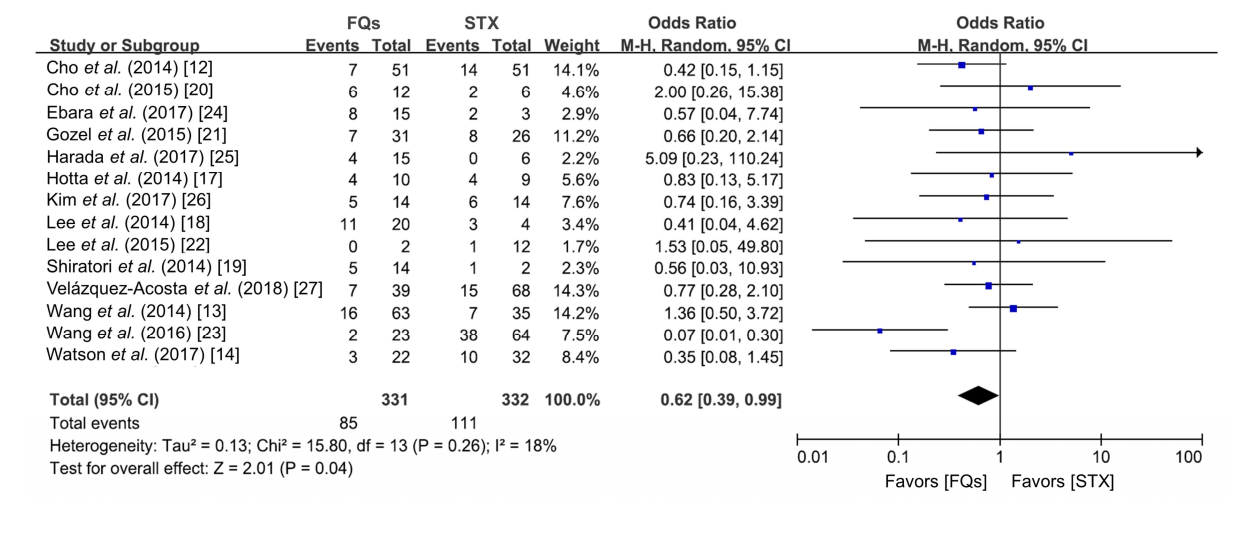 FQs STX Odds Ratio Odds Ratio
Study or Subgroup Events Total Events Total Weight M-H, Random, 95% CI M-H, Random, 95% CI
Cho et al. (2014) [12] 7 51 14 51 14.1% 0.42 [0.15, 1.15]
Cho et al. (2015) [20] 6 12 2 6 4.6% 2.00 [0.26, 15.38]
Ebara et al. (2017) [24] 8 15 2 3 2.9% 0.57 [0.04, 7.74]
Gozel et al. (2015) [21] 7 31 8 26 11.2% 0.66 [0.20, 2.14]
Harada et al. (2017) [25] 4 15 0 6 2.2% 5.09 [0.23, 110.24]
Hotta et al. (2014) [17] 4 10 4 9 5.6% 0.83 [0.13, 5.17]
Kim et al. (2017) [26] 5 14 6 14 7.6% 0.74 [0.16, 3.39]
Lee et al. (2014) [18] 11 20 3 4 3.4% 0.41 [0.04, 4.62]
Lee et al. (2015) [22] 0 2 1 12 1.7% 1.53 [0.05, 49.80]
Shiratori et al. (2014) [19] 5 14 1 2 2.3% 0.56 [0.03, 10.93]
Velázquez-Acosta et al. (2018) [27] 7 39 15 68 14.3% 0.77 [0.28, 2.10]
Wang et al. (2014) [13] 16 63 7 35 14.2% 1.36 [0.50, 3.72]
Wang et al. (2016) [23] 2 23 38 64 7.5% 0.07 [0.01, 0.30]
Watson et al. (2017) [14] 3 22 10 32 8.4% 0.35 [0.08, 1.45]
Total (95% CI) 331 332 100.0% 0.62 [0.39, 0.99]
Total events 85 111
Heterogeneity: Tau² = 0.13; Chi² = 15.80, df = 13 (P = 0.26); I² = 18%
Test for overall effect: Z = 2.01 (P = 0.04)
0.01 0.1 1 10 100
Favors [FQs] Favors [STX]